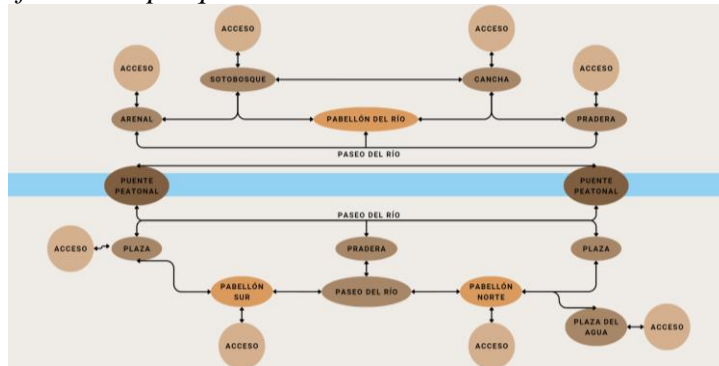 ACCESO
ACCESO
ACCESO
ACCESO
SOTOBOSQUE
CANCHA
ARENAL
PABELLÓN DEL RÍO
PRADERA
PASEO DEL RÍO
PUENTE
PEATONAL
PUENTE
PEATONAL
PASEO DEL RÍO
ACCESO
PLAZA
PRADERA
PLAZA
PABELLÓN
SUR
PASEO DEL RÍO
PABELLÓN
NORTE
PLAZA DEL
AGUA
ACCESO
ACCESO
ACCESO